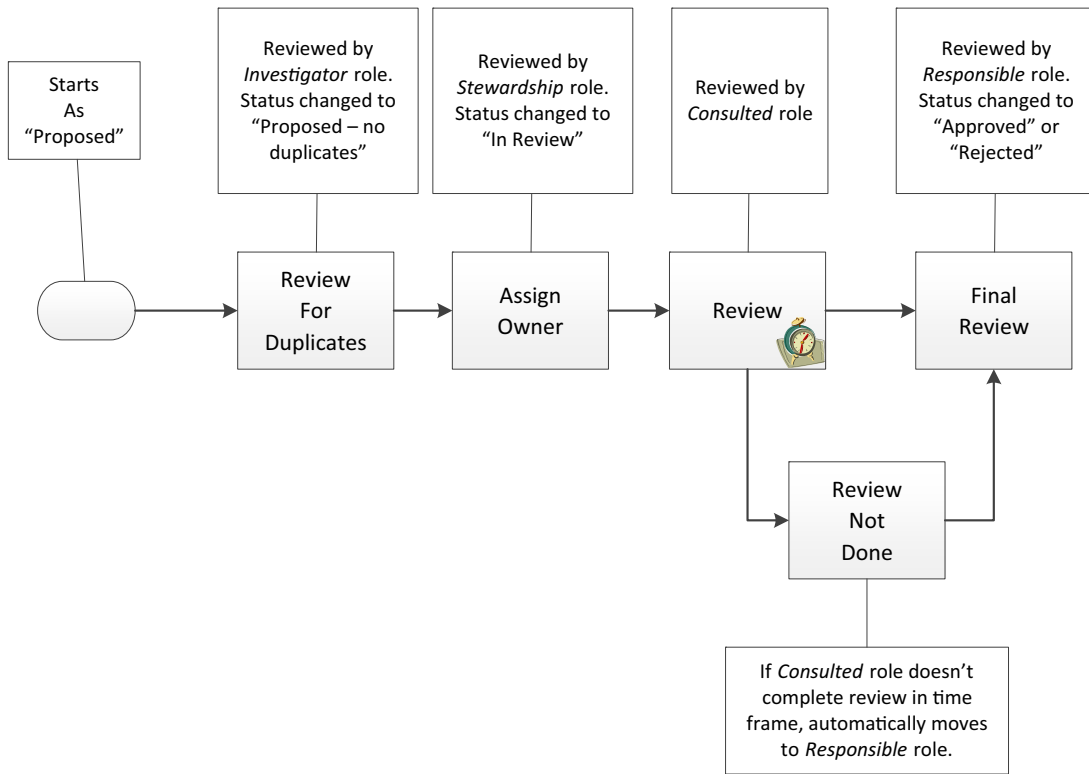 Starts
As
“Proposed”
Reviewed by
Investigator role.
Status changed to
“Proposed – no
duplicates”
Reviewed by
Stewardship role.
Status changed to
“In Review”
Reviewed by
Consulted role
Reviewed by
Responsible role.
Status changed to
“Approved” or
“Rejected”
Review
For
Duplicates
Assign
Owner
Review
Final
Review
Review
Not
Done
If Consulted role doesn’t
complete review in time
frame, automatically moves
to Responsible role.